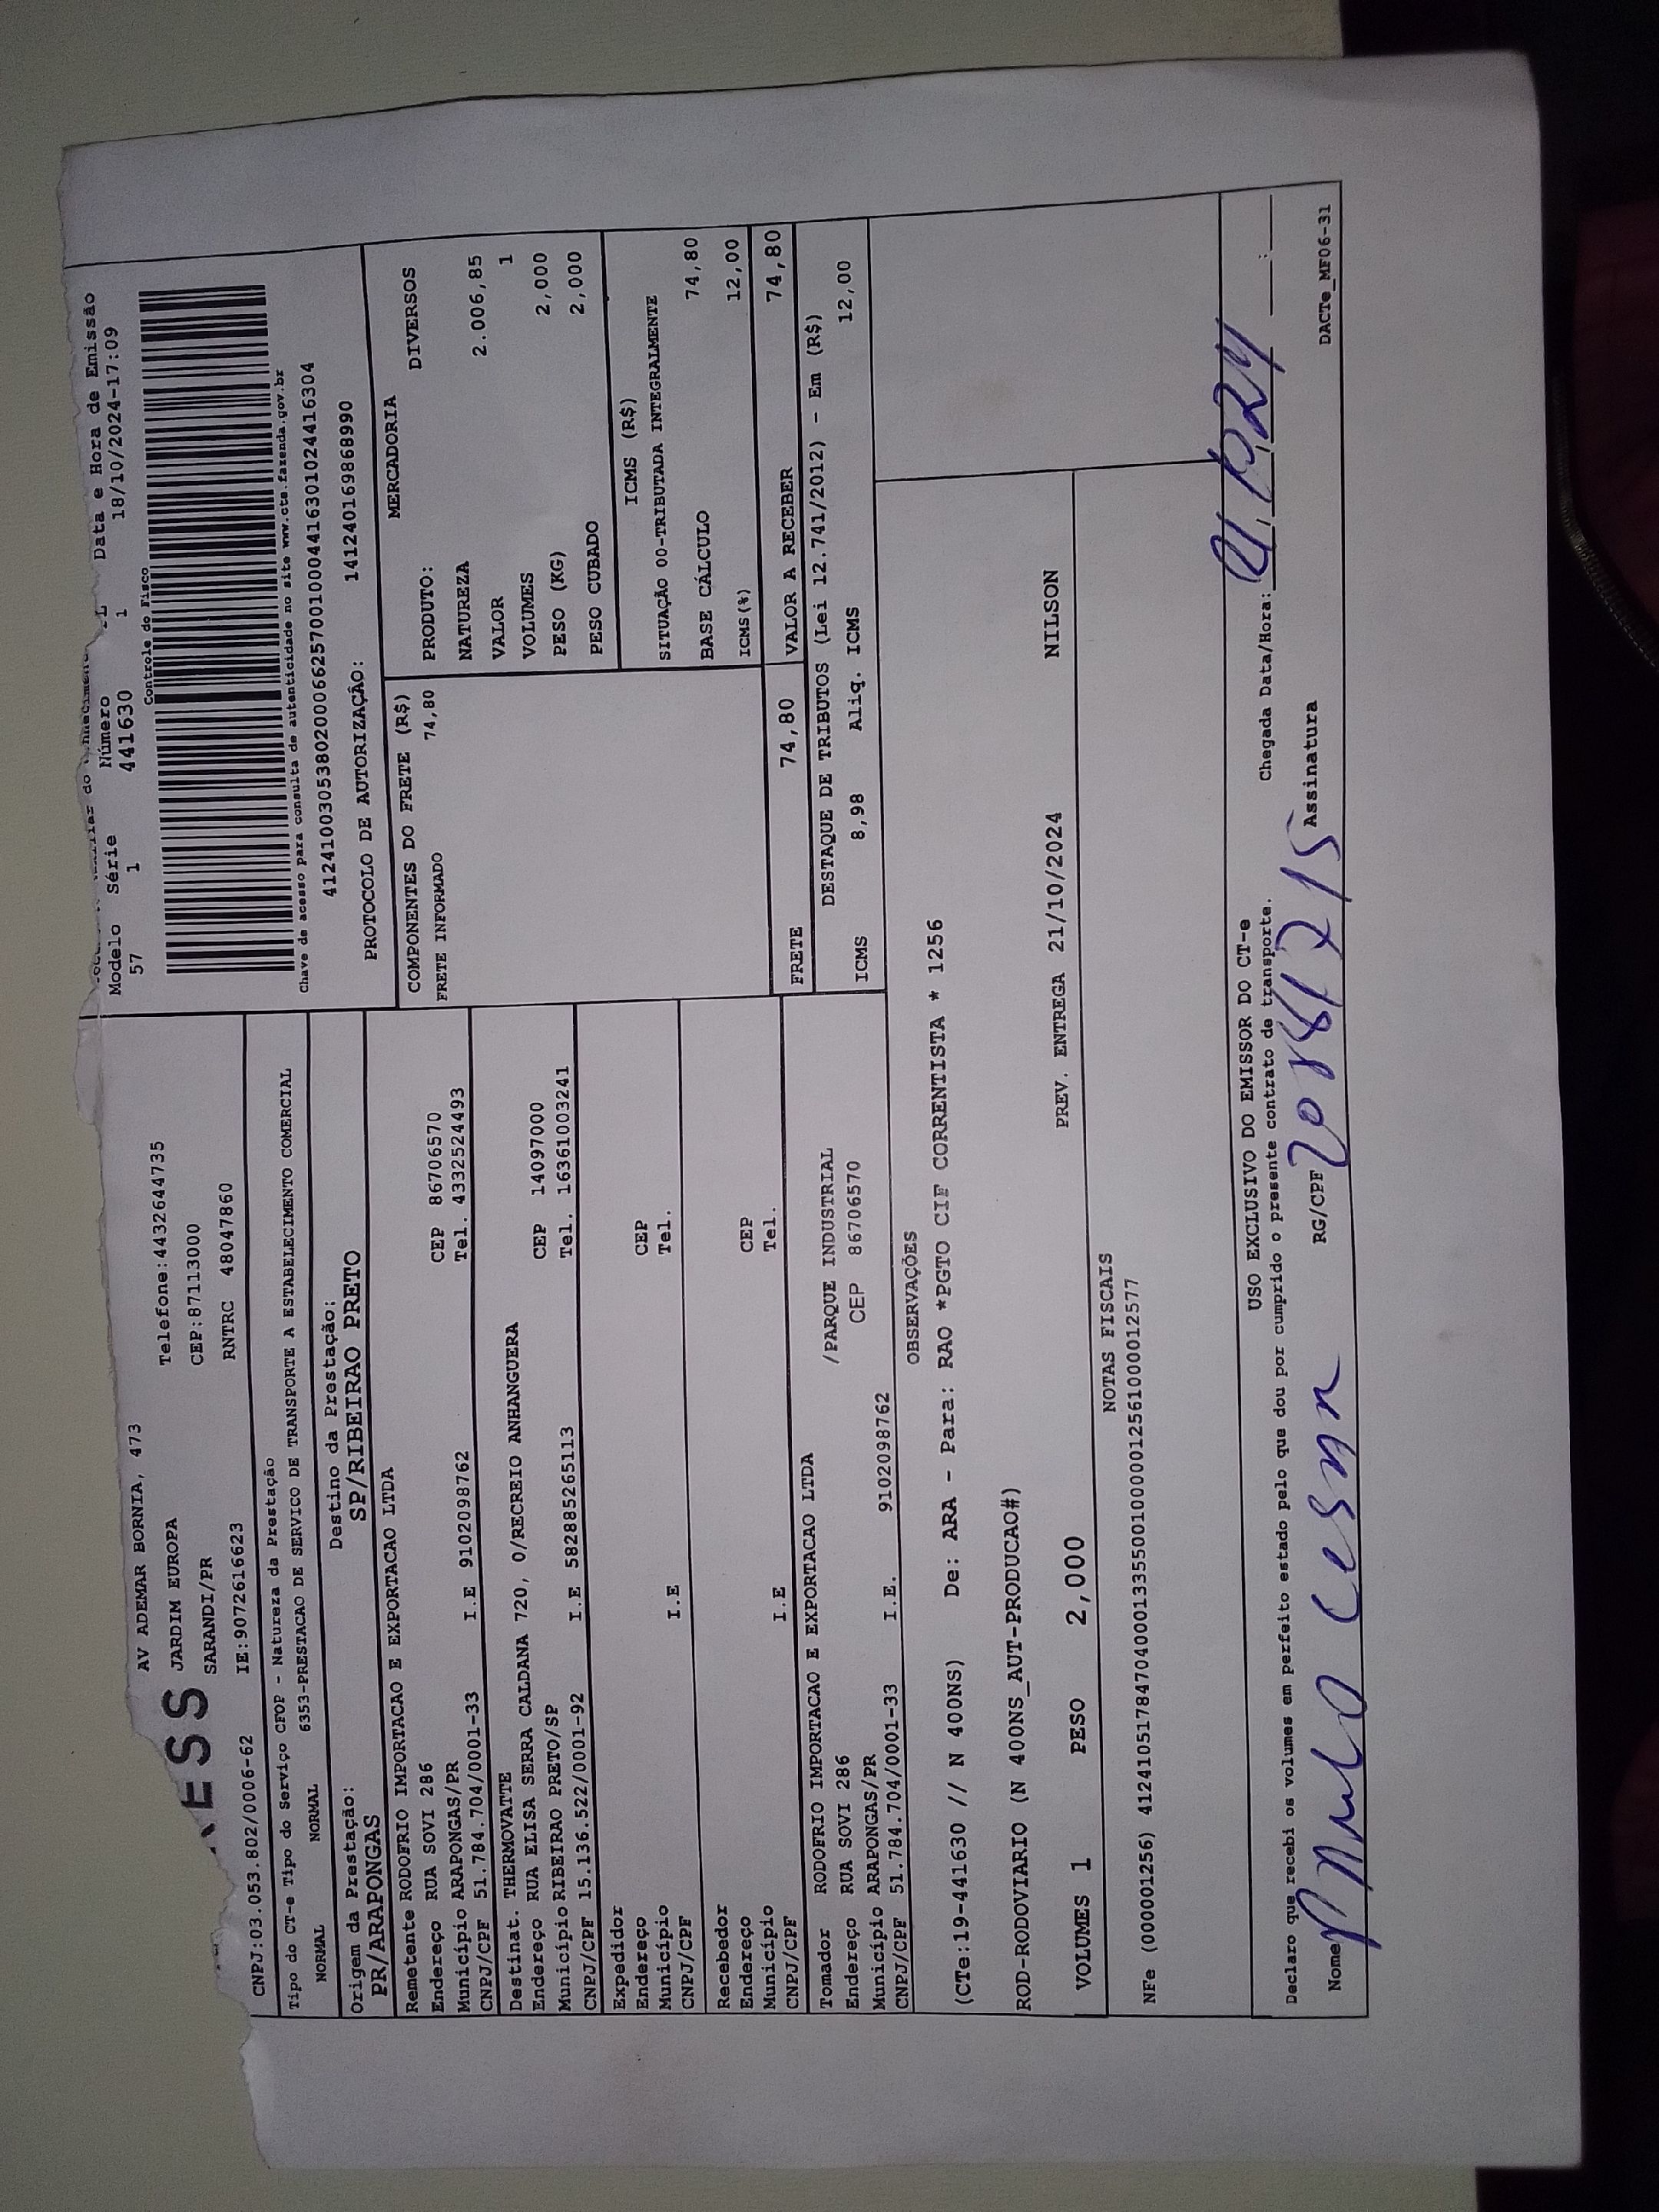 ESS
AV ADEMAR BORNIA, 473
JARDIM EUROPA Telefone:4432644735
SARANDI/PR CEP:87113000
CNPJ:03.053.802/0006-62 IE:9072616623 RNTRC 48047860
Modelo Série Número Data e Hora de Emissão
57 1 441630 1 18/10/2024-17:09
Controle do Fisco
Chave de acesso para consulta de autenticidade no site www.cte.fazenda.gov.br
41241003053802000662570010004416301024416304
PROTOCOLO DE AUTORIZAÇÃO: 141240169868990
Tipo do CT-e Tipo do Serviço CFOP - Natureza da Prestação
NORMAL NORMAL 6353-PRESTACAO DE SERVICO DE TRANSPORTE A ESTABELECIMENTO COMERCIAL
Origem da Prestação: Destino da Prestação:
PR/ARAPONGAS SP/RIBEIRAO PRETO
Remetente RODOFRIO IMPORTACAO E EXPORTACAO LTDA
Endereço RUA SOVI 286 CEP 86706570
Município ARAPONGAS/PR Tel. 4332524493
CNPJ/CPF 51.784.704/0001-33 I.E 9102098762
Destinat. THERMOVATTE
Endereço RUA ELISA SERRA CALDANA 720, 0/RECREIO ANHANGUERA CEP 14097000
Município RIBEIRAO PRETO/SP Tel. 16361003241
CNPJ/CPF 15.136.522/0001-92 I.E 582885265113
Expedidor
Endereço CEP
Município Tel.
CNPJ/CPF I.E
Recebedor
Endereço CEP
Município Tel.
CNPJ/CPF I.E
Tomador RODOFRIO IMPORTACAO E EXPORTACAO LTDA
Endereço RUA SOVI 286 /PARQUE INDUSTRIAL
Município ARAPONGAS/PR CEP 86706570
CNPJ/CPF 51.784.704/0001-33 I.E. 9102098762
COMPONENTES DO FRETE (R$)
FRETE INFORMADO 74,80
FRETE 74,80
MERCADORIA
PRODUTO: DIVERSOS
NATUREZA
VALOR 2.006,85
VOLUMES 1
PESO (KG) 2,000
PESO CUBADO 2,000
ICMS (R$)
SITUAÇÃO 00-TRIBUTADA INTEGRALMENTE
BASE CÁLCULO 74,80
ICMS(%) 12,00
VALOR A RECEBER 74,80
DESTAQUE DE TRIBUTOS (Lei 12.741/2012) - Em (R$)
ICMS 8,98 Aliq. ICMS 12,00
OBSERVAÇÕES
(CTe:19-441630 // N 400NS) De: ARA - Para: RAO *PGTO CIF CORRENTISTA * 1256
ROD-RODOVIARIO (N 400NS_AUT-PRODUCAO#)
VOLUMES 1 PESO 2,000 PREV. ENTREGA 21/10/2024 NILSON
NOTAS FISCAIS
NFe (000001256) 41241051784704000133550010000012561000012577
USO EXCLUSIVO DO EMISSOR DO CT-e
Declaro que recebi os volumes em perfeito estado pelo que dou por cumprido o presente contrato de transporte.
Chegada Data/Hora: :
Nome RG/CPF Assinatura
DACTe_MF06-31